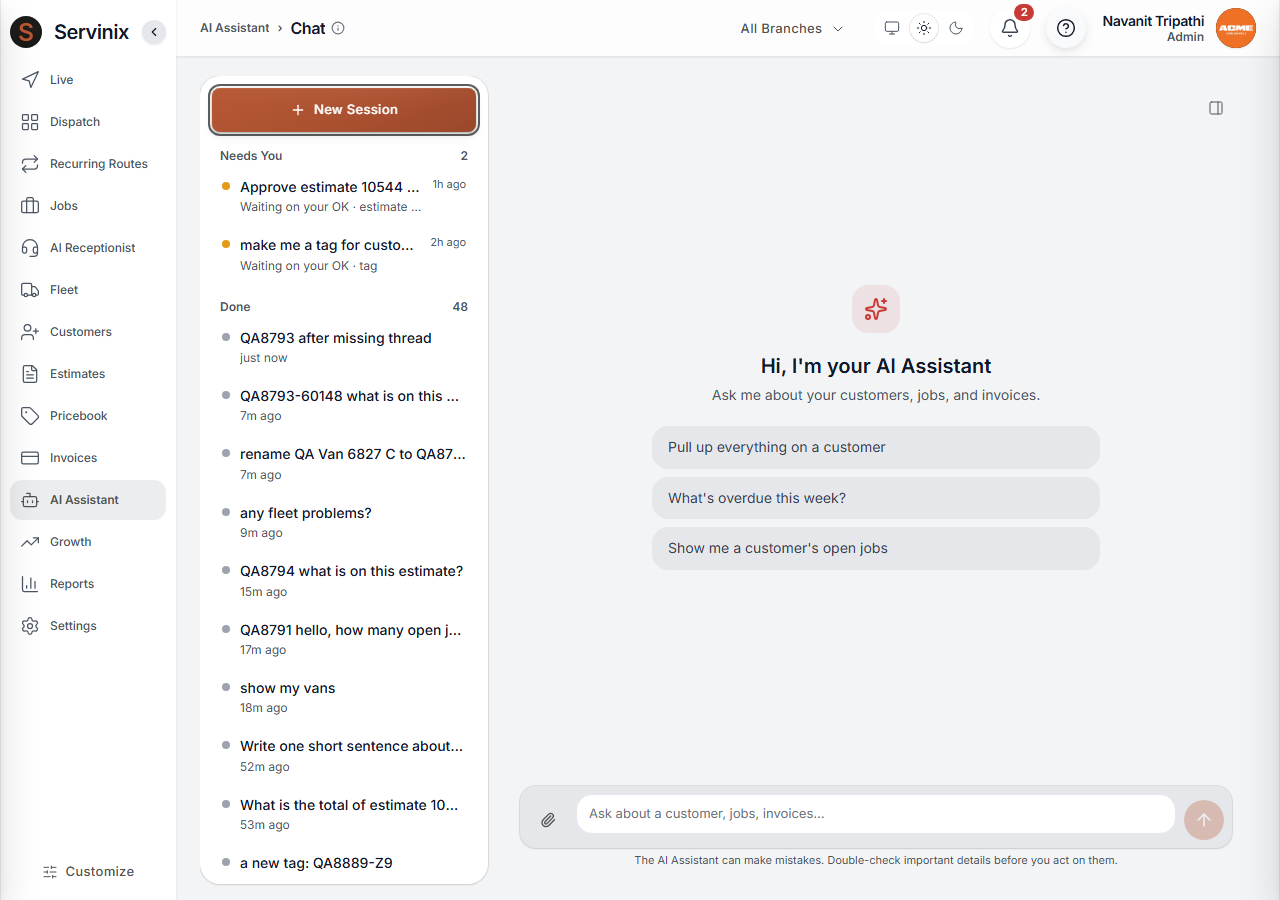 S Servinix
Live
Dispatch
Recurring Routes
Jobs
AI Receptionist
Fleet
Customers
Estimates
Pricebook
Invoices
AI Assistant
Growth
Reports
Settings
Customize
AI Assistant › Chat
All Branches
2
Navanit Tripathi
Admin
ACME
+ New Session
Needs You 2
Approve estimate 10544 ... 1h ago
Waiting on your OK · estimate ...
make me a tag for custo... 2h ago
Waiting on your OK · tag
Done 48
QA8793 after missing thread
just now
QA8793-60148 what is on this ...
7m ago
rename QA Van 6827 C to QA87...
7m ago
any fleet problems?
9m ago
QA8794 what is on this estimate?
15m ago
QA8791 hello, how many open j...
17m ago
show my vans
18m ago
Write one short sentence about...
52m ago
What is the total of estimate 10...
53m ago
a new tag: QA8889-Z9
Hi, I'm your AI Assistant
Ask me about your customers, jobs, and invoices.
Pull up everything on a customer
What's overdue this week?
Show me a customer's open jobs
Ask about a customer, jobs, invoices...
The AI Assistant can make mistakes. Double-check important details before you act on them.